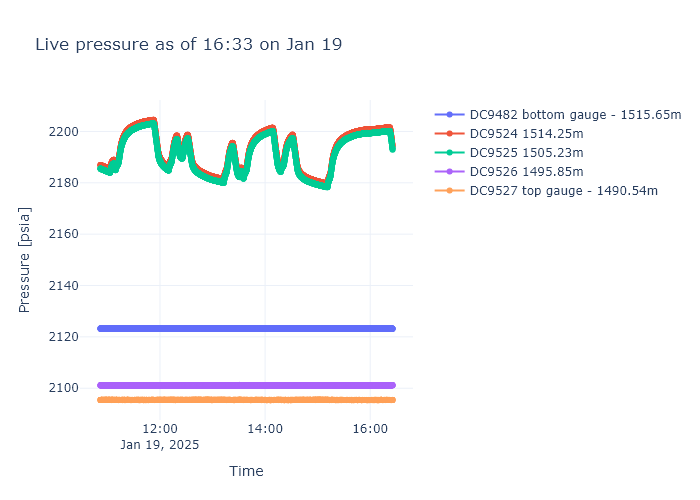 Live pressure as of 16:33 on Jan 19
DC9482 bottom gauge - 1515.65m
DC9524 1514.25m
DC9525 1505.23m
DC9526 1495.85m
DC9527 top gauge - 1490.54m
Pressure [psia]
2200
2180
2160
2140
2120
2100
12:00
14:00
16:00
Jan 19, 2025
Time